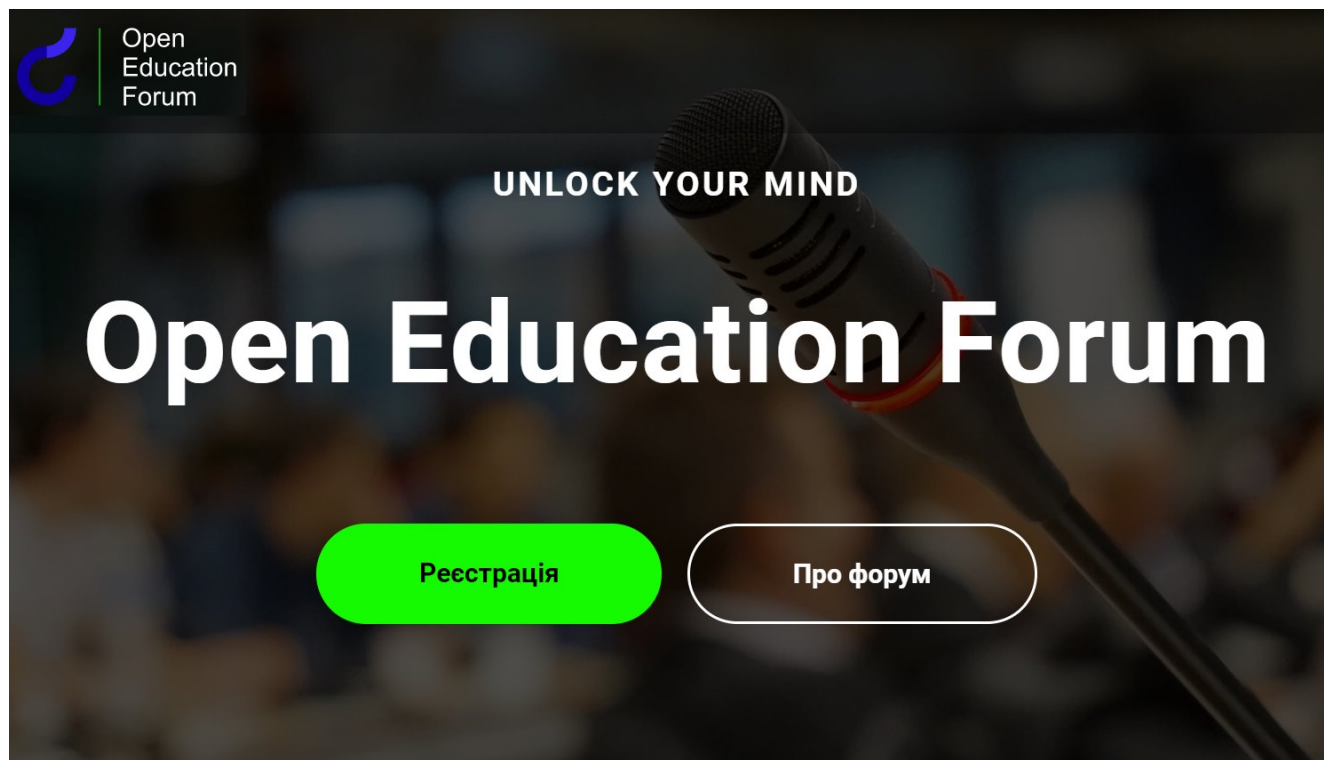 Open
Education
Forum
UNLOCK YOUR MIND
Open Education Forum
Реєстрація
Про форум